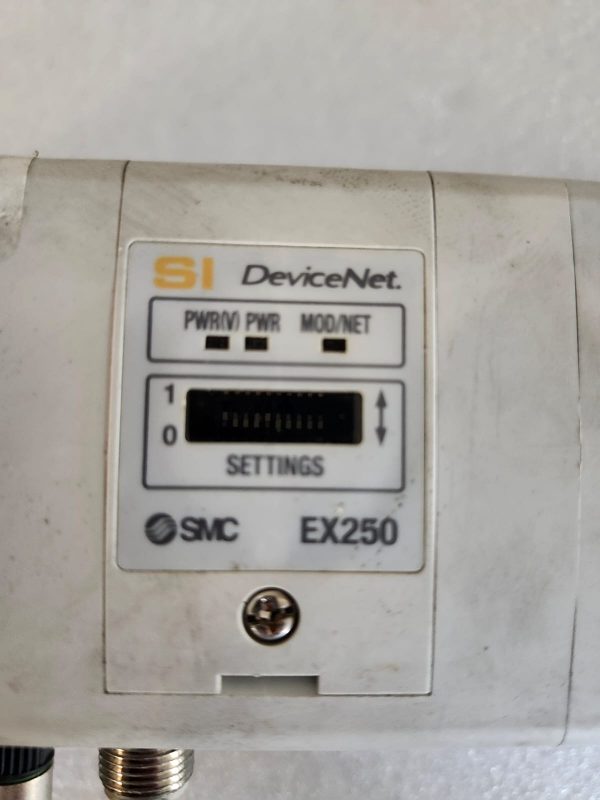 SI DeviceNet.
PWR(V) PWR MOD/NET
1
0
SETTINGS
SMC EX250